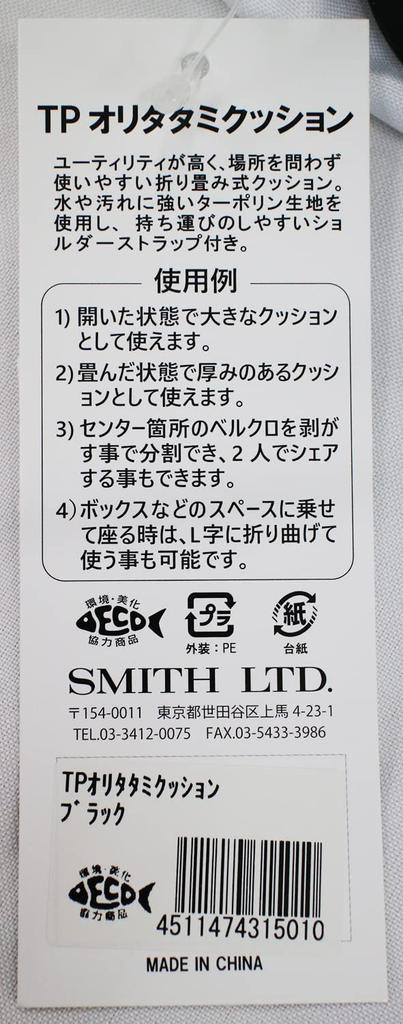 TP オリタタミクッション
ユーティリティが高く、場所を問わず
使いやすい折り畳み式クッション。
水や汚れに強いターポリン生地を
使用し、持ち運びのしやすいショ
ルダーストラップ付き。
使用例
1) 開いた状態で大きなクッション
として使えます。
2) 畳んだ状態で厚みのあるクッシ
ョンとして使えます。
3) センター箇所のベルクロを剥が
す事で分割でき、2 人でシェア
する事もできます。
4) ボックスなどのスペースに乗せ
て座る時は、L字に折り曲げて
使う事も可能です。
環境・美化
DECO
協力商品
プラ
外装：PE
紙
台紙
SMITH LTD.
〒154-0011 東京都世田谷区上馬 4-23-1
TEL.03-3412-0075 FAX.03-5433-3986
TPオリタタミクッション
ブラック
環境・美化
DECO
協力商品
4511474315010
MADE IN CHINA